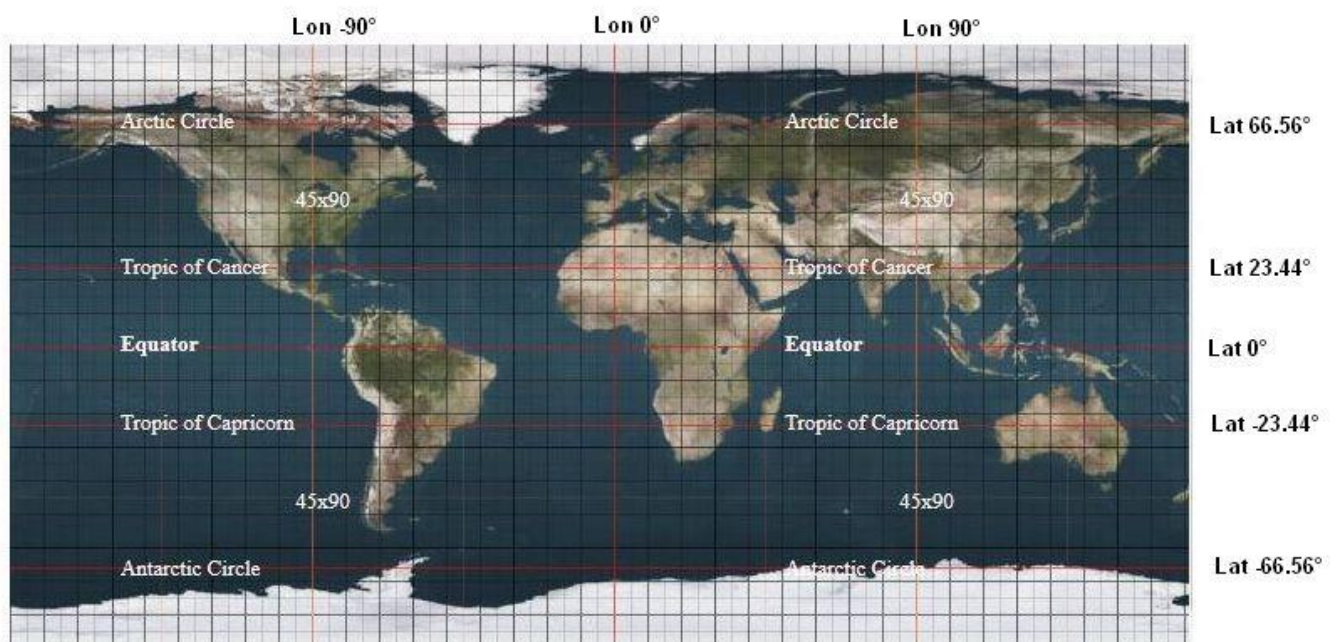 Lon -90° Lon 0° Lon 90°
Arctic Circle Arctic Circle Lat 66.56°
45x90 45x90
Tropic of Cancer Tropic of Cancer Lat 23.44°
Equator Equator Lat 0°
Tropic of Capricorn Tropic of Capricorn Lat -23.44°
45x90 45x90
Antarctic Circle Antarctic Circle Lat -66.56°